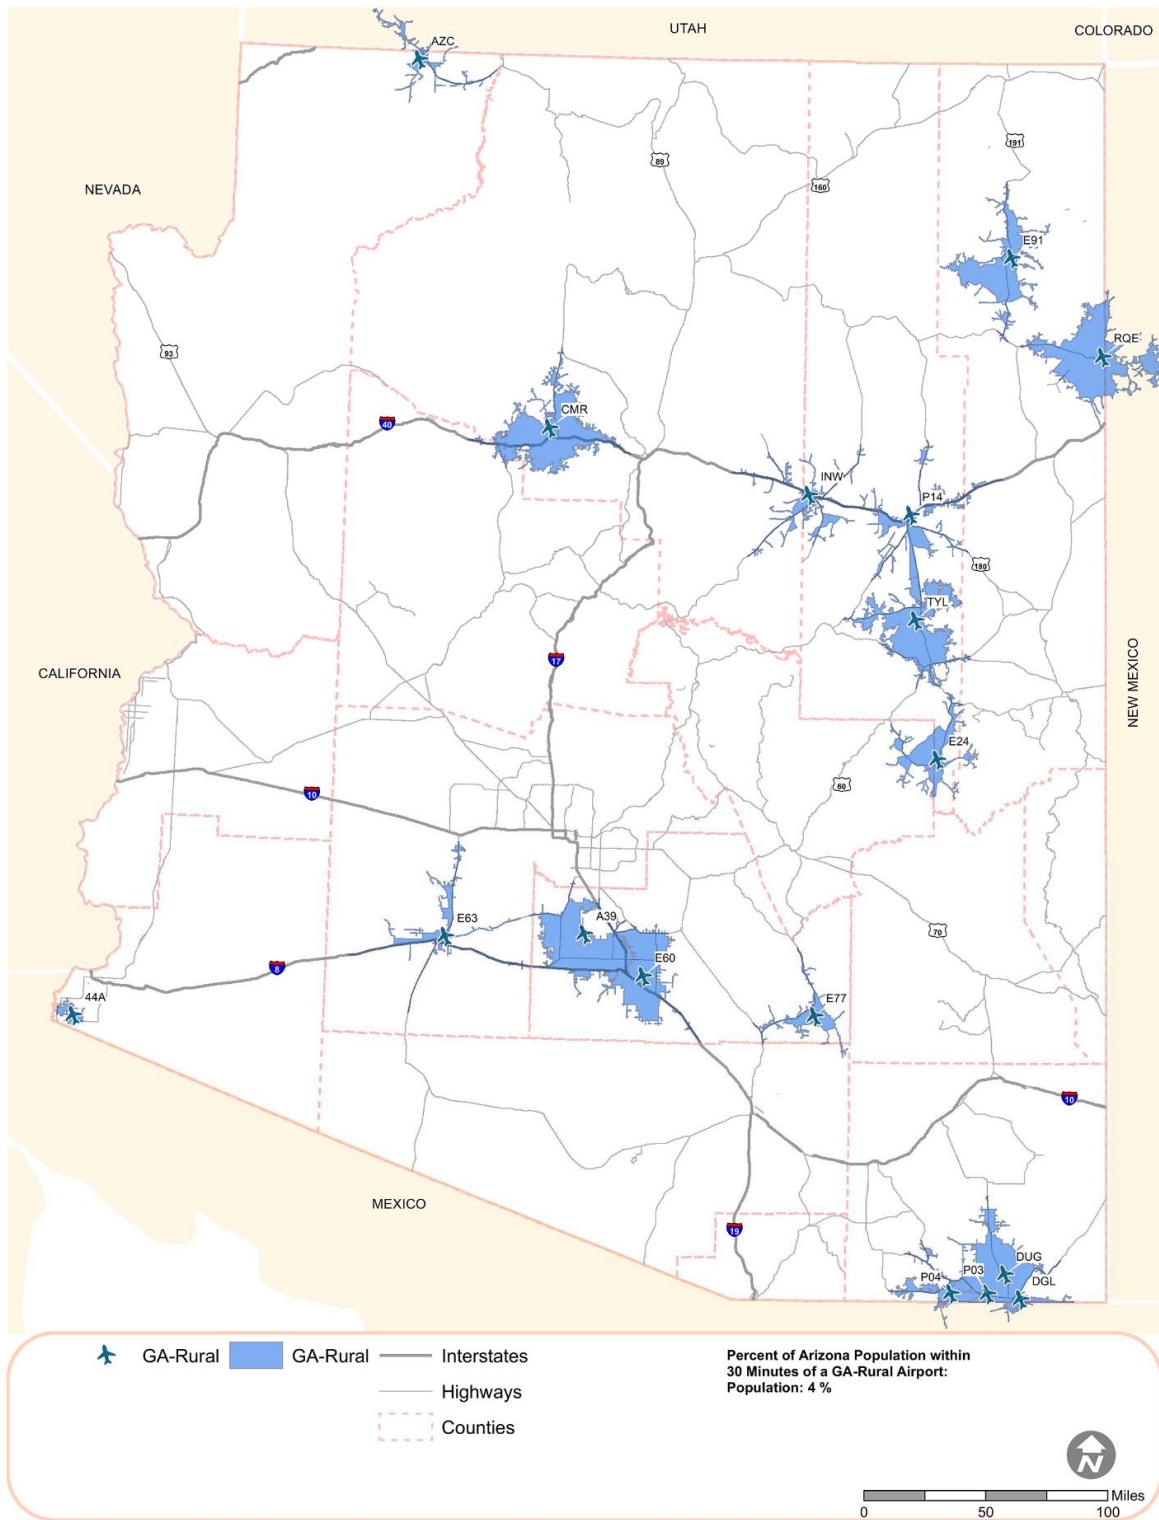 UTAH
COLORADO
AZC
NEVADA
89
191
160
E91
93
RQE
CMR
40
INW
P14
180
TYL
CALIFORNIA
17
NEW MEXICO
E24
10
60
E63
A39
70
E60
8
44A
E77
10
MEXICO
19
DUG
P03
P04
DGL
GA-Rural
GA-Rural
Interstates
Highways
Counties
Percent of Arizona Population within
30 Minutes of a GA-Rural Airport:
Population: 4 %
N
Miles
0 50 100